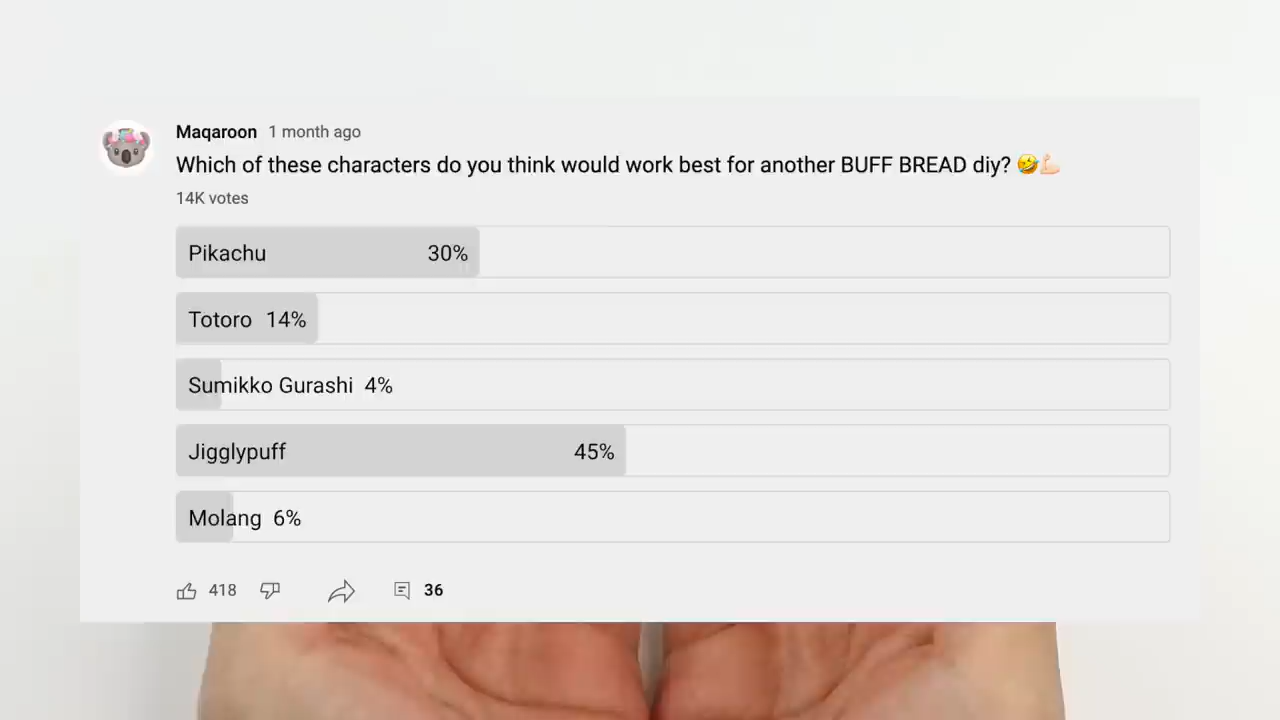 Maqaroon 1 month ago
Which of these characters do you think would work best for another BUFF BREAD diy? 🤣💪🏻
14K votes
Pikachu 30%
Totoro 14%
Sumikko Gurashi 4%
Jigglypuff 45%
Molang 6%
418 36